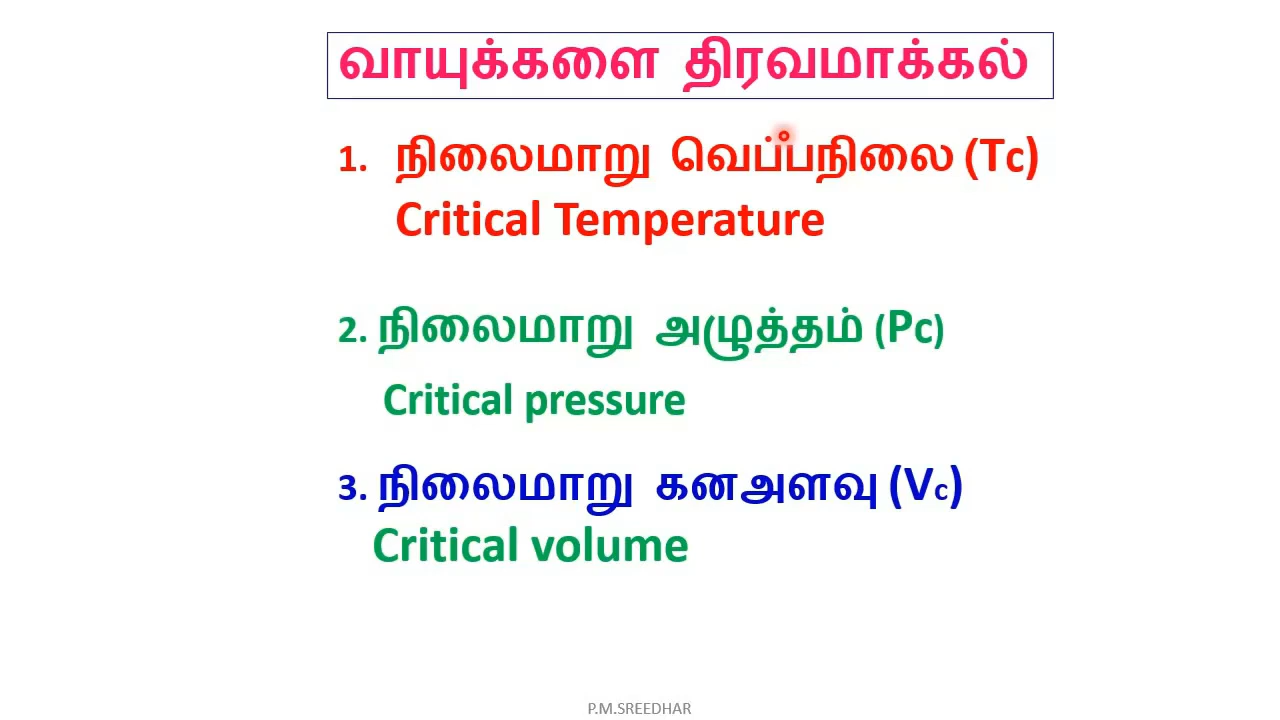 வாயுக்களை திரவமாக்கல்
1. நிலைமாறு வெப்பநிலை (Tc)
Critical Temperature
2. நிலைமாறு அழுத்தம் (Pc)
Critical pressure
3. நிலைமாறு கனஅளவு (Vc)
Critical volume
P.M.SREEDHAR